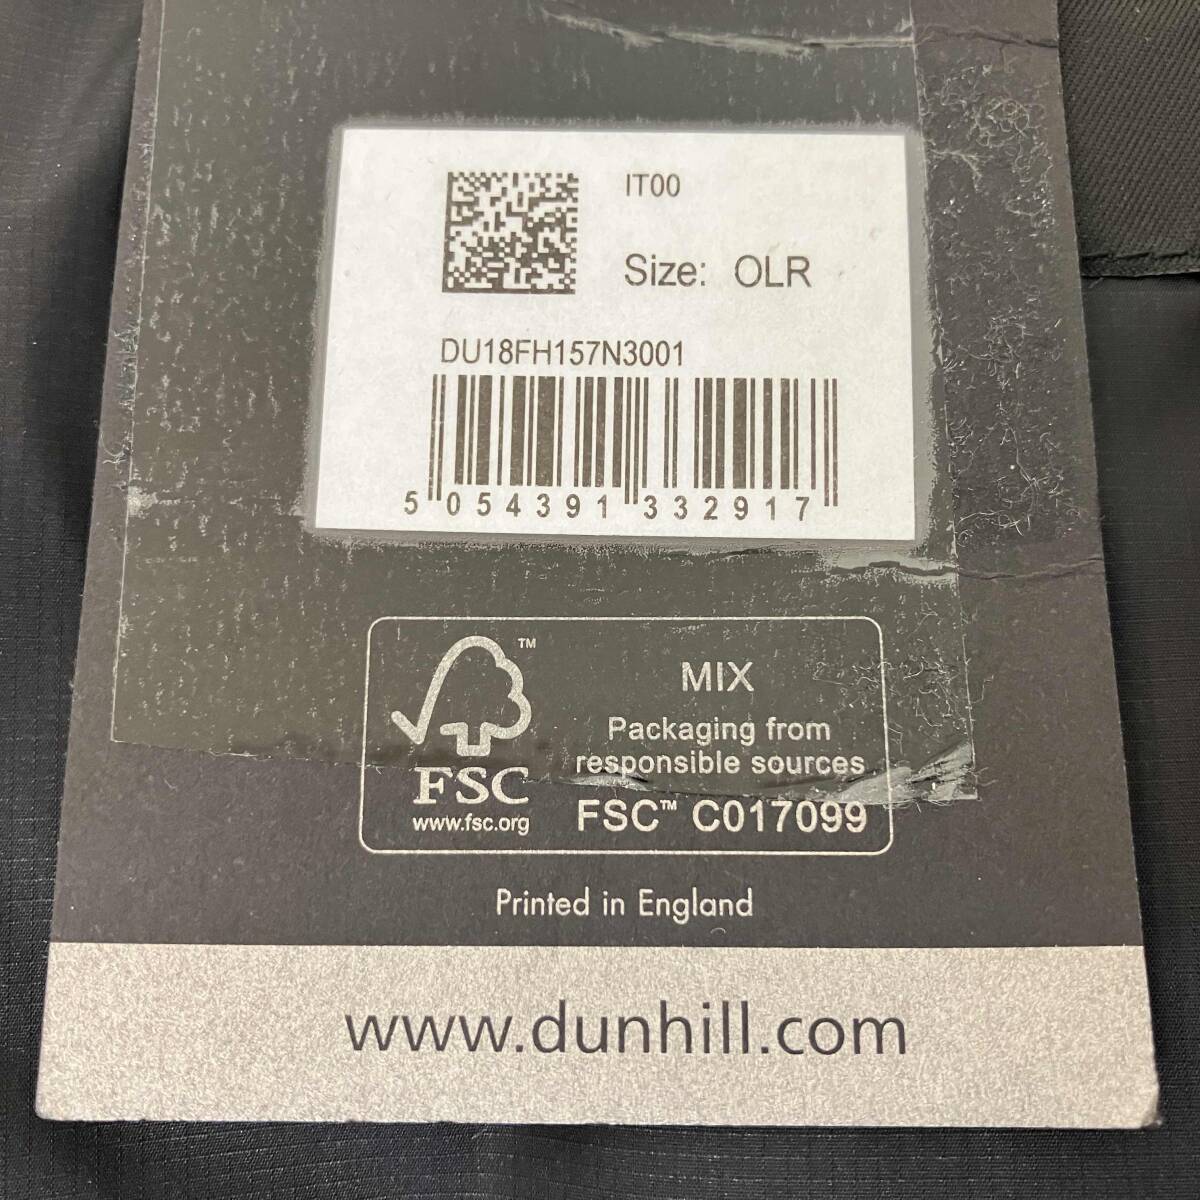 IT00
Size: OLR
DU18FH157N3001
5 054391 332917
™
FSC
www.fsc.org
MIX
Packaging from
responsible sources
FSC™ C017099
Printed in England
www.dunhill.com